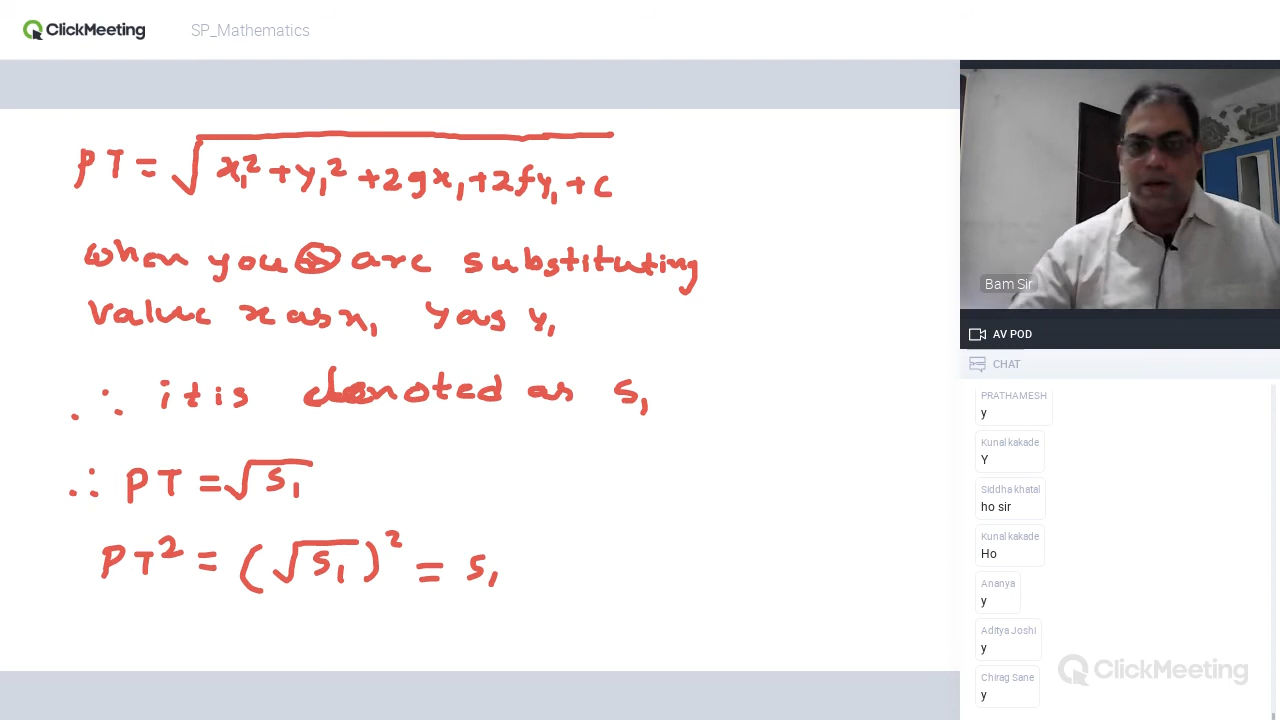 ClickMeeting
SP_Mathematics
PT = √x₁² + y₁² + 2gx₁ + 2fy₁ + c
when you are substituting
value x as x₁ y as y₁
∴ it is denoted as S₁
∴ PT = √S₁
PT² = (√S₁)² = S₁
Bam Sir
AV POD
CHAT
PRATHAMESH
y
Kunal kakade
Y
Siddha khatal
ho sir
Kunal kakade
Ho
Ananya
y
Aditya Joshi
y
Chirag Sane
y
ClickMeeting